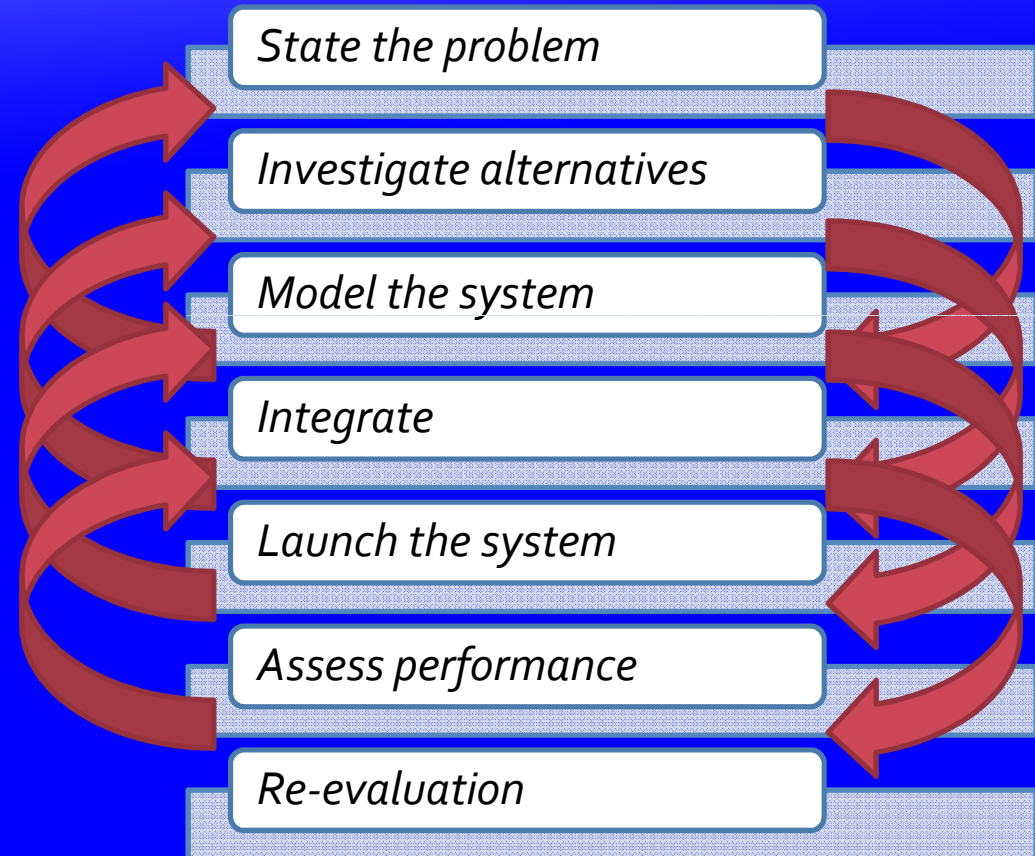 State the problem
Investigate alternatives
Model the system
Integrate
Launch the system
Assess performance
Re-evaluation